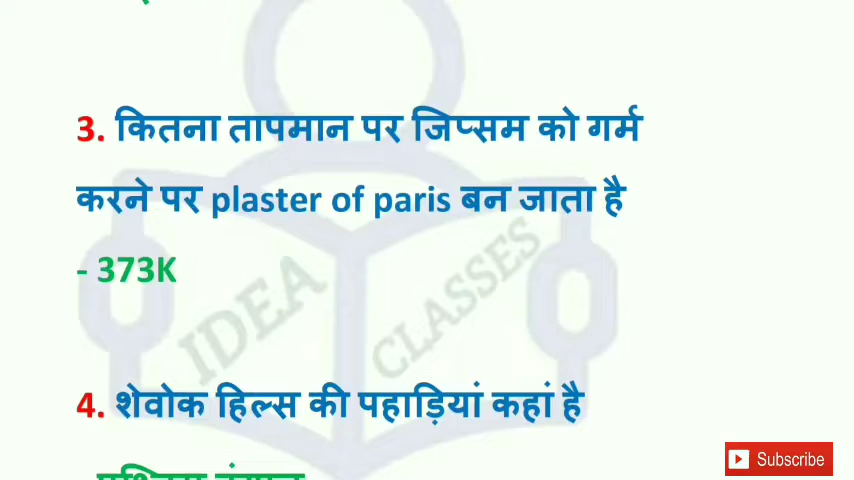 3. कितना तापमान पर जिप्सम को गर्म
करने पर plaster of paris बन जाता है
- 373K
IDEA CLASSES
4. शेवोक हिल्स की पहाड़ियां कहां है
Subscribe